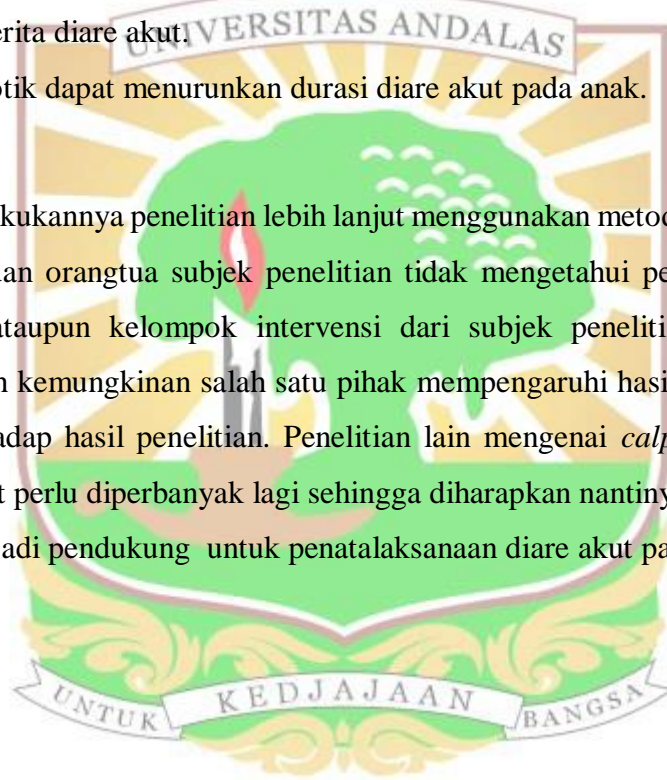 erita diare akut.
UNIVERSITAS ANDALAS
otik dapat menurunkan durasi diare akut pada anak.
kukannya penelitian lebih lanjut menggunakan metod
dan orangtua subjek penelitian tidak mengetahui pe
ataupun kelompok intervensi dari subjek peneliti
n kemungkinan salah satu pihak mempengaruhi hasi
adap hasil penelitian. Penelitian lain mengenai calp
t perlu diperbanyak lagi sehingga diharapkan nantiny
jadi pendukung untuk penatalaksanaan diare akut pa
UNTUK KEDJAJAAN BANGSA